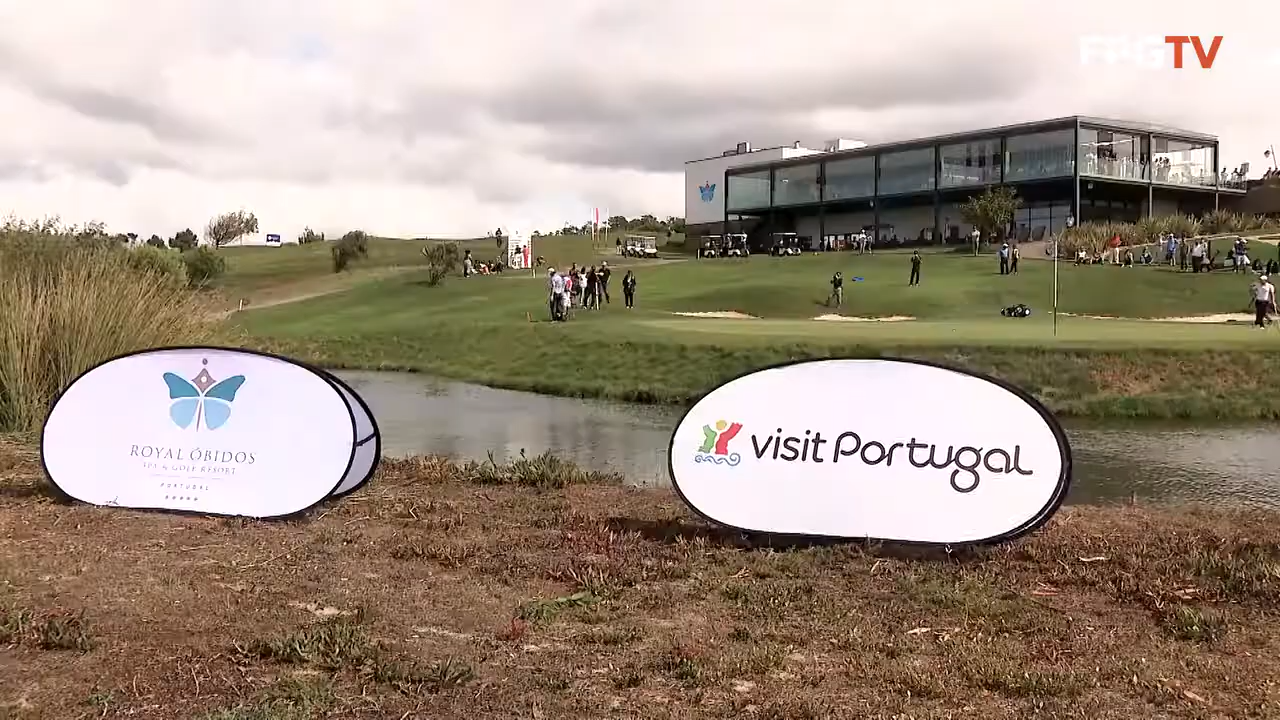 FPGTV
ROYAL ÓBIDOS
SPA & GOLF RESORT
PORTUGAL
visit Portugal